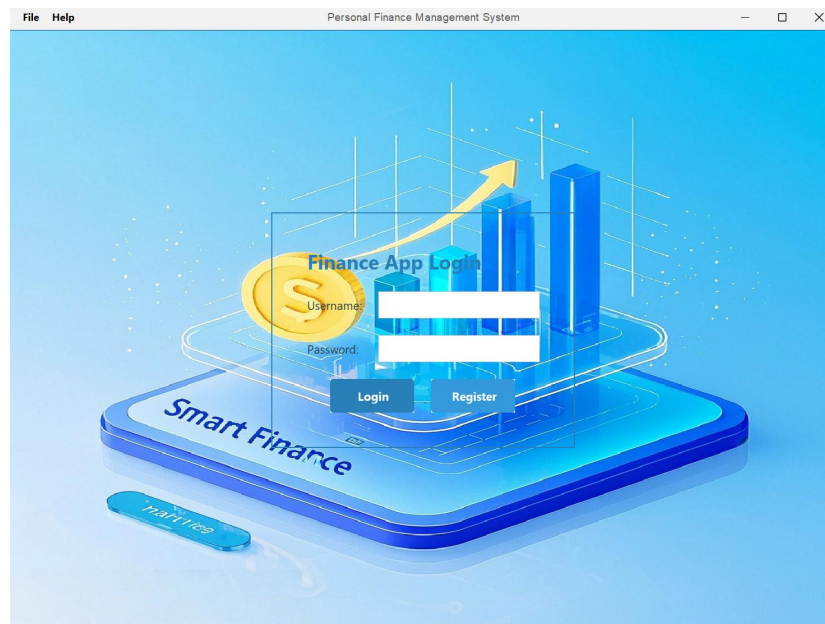 File Help Personal Finance Management System
Finance App Login
Username:
Password:
Login Register
Smart Finance